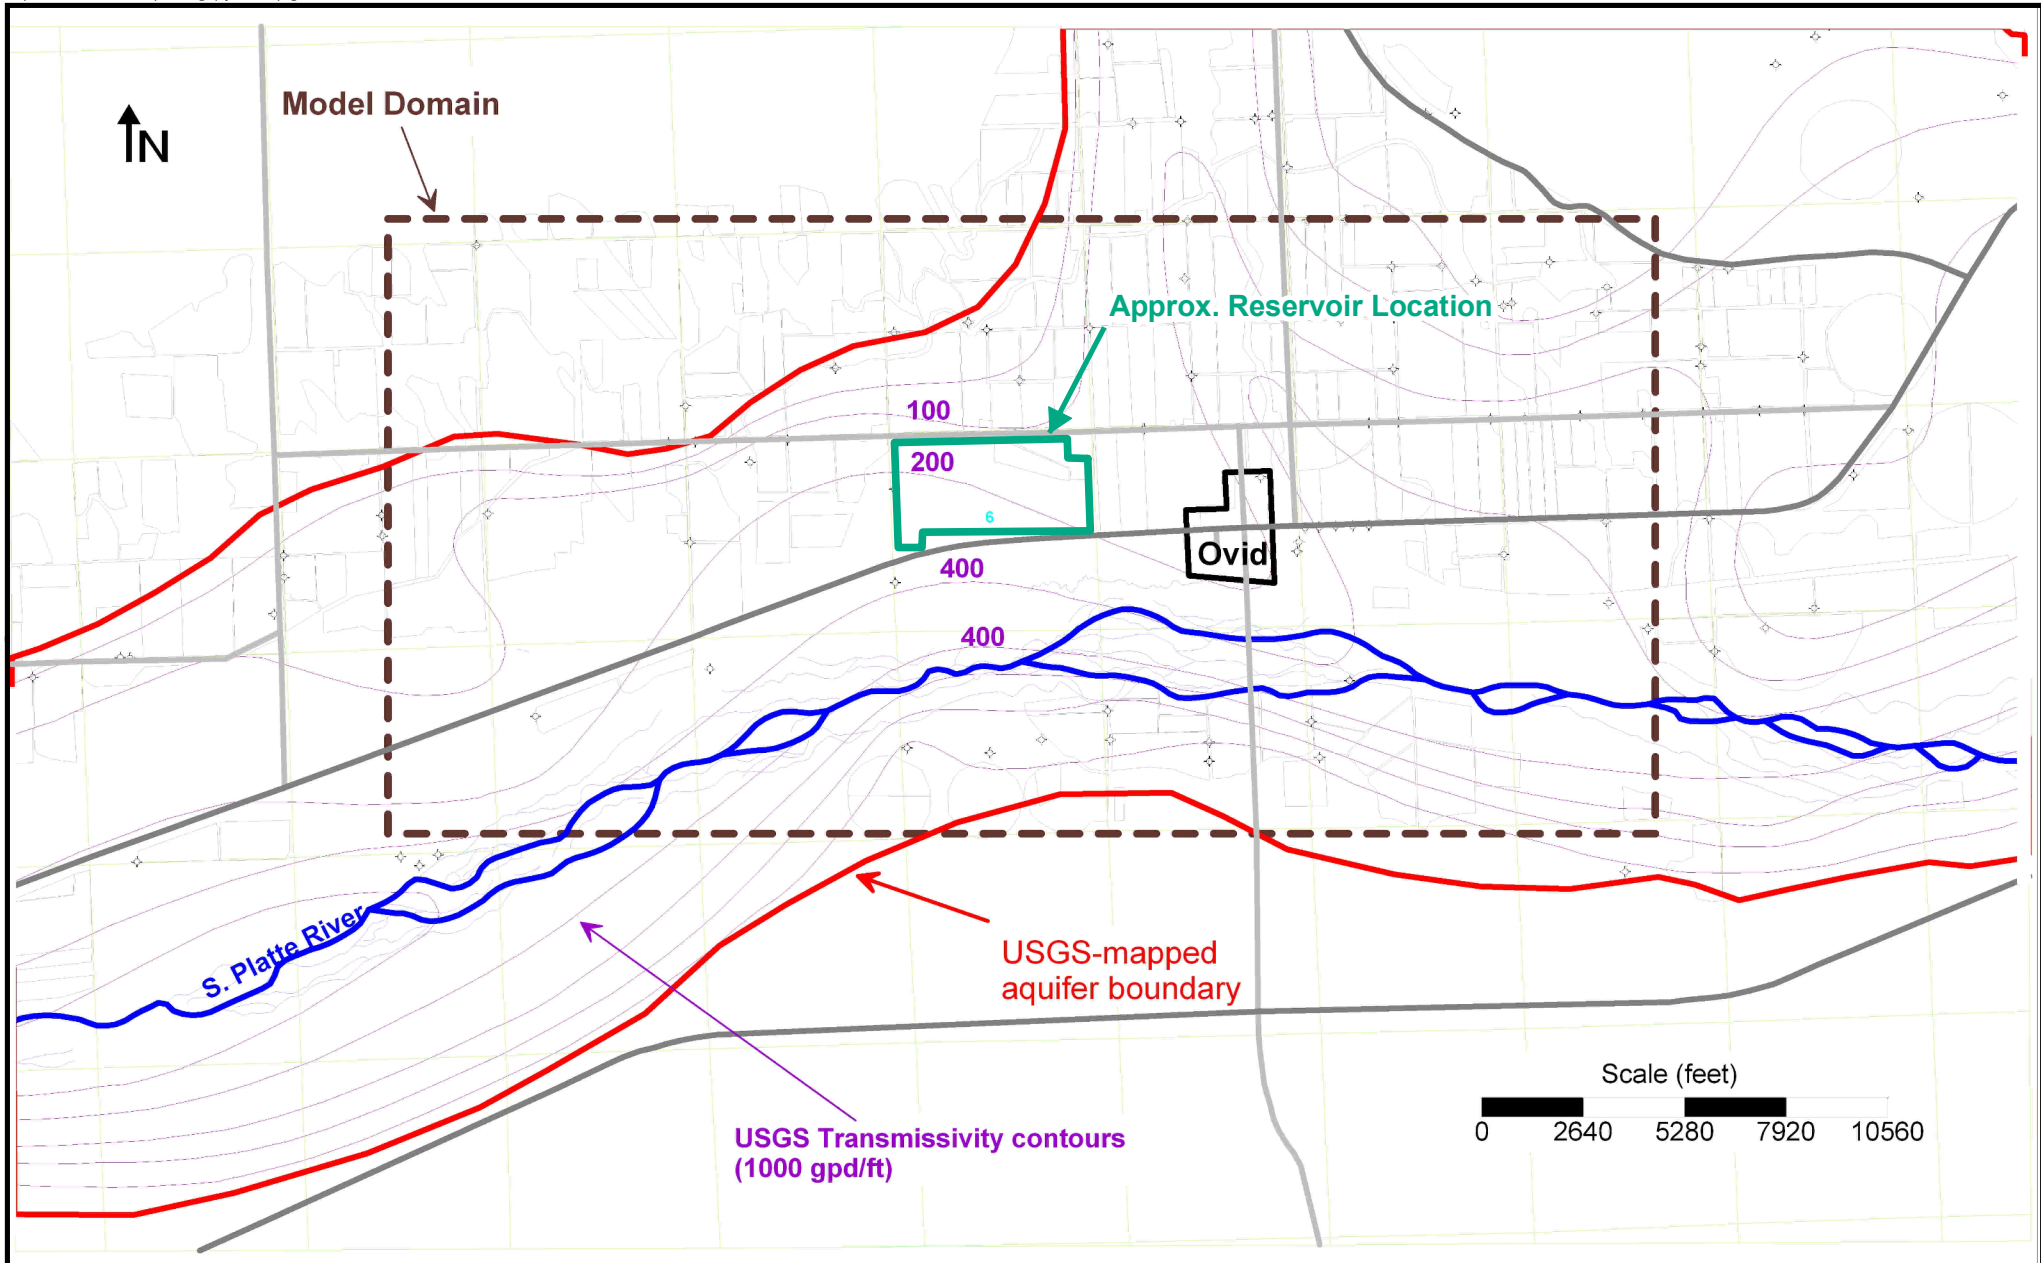 Model Domain
N
Approx. Reservoir Location
100
200
6
400
Ovid
400
S. Platte River
USGS-mapped
aquifer boundary
Scale (feet)
0 2640 5280 7920 10560
USGS Transmissivity contours
(1000 gpd/ft)